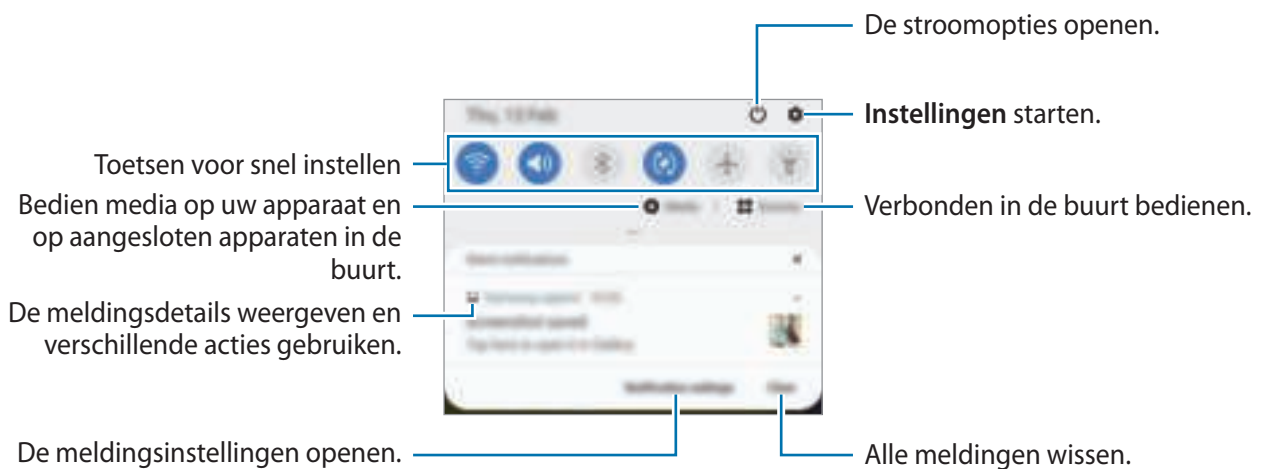 De stroomopties openen.
Instellingen starten.
Toetsen voor snel instellen
Bedien media op uw apparaat en
op aangesloten apparaten in de
buurt.
Verbonden in de buurt bedienen.
De meldingsdetails weergeven en
verschillende acties gebruiken.
De meldingsinstellingen openen.
Alle meldingen wissen.